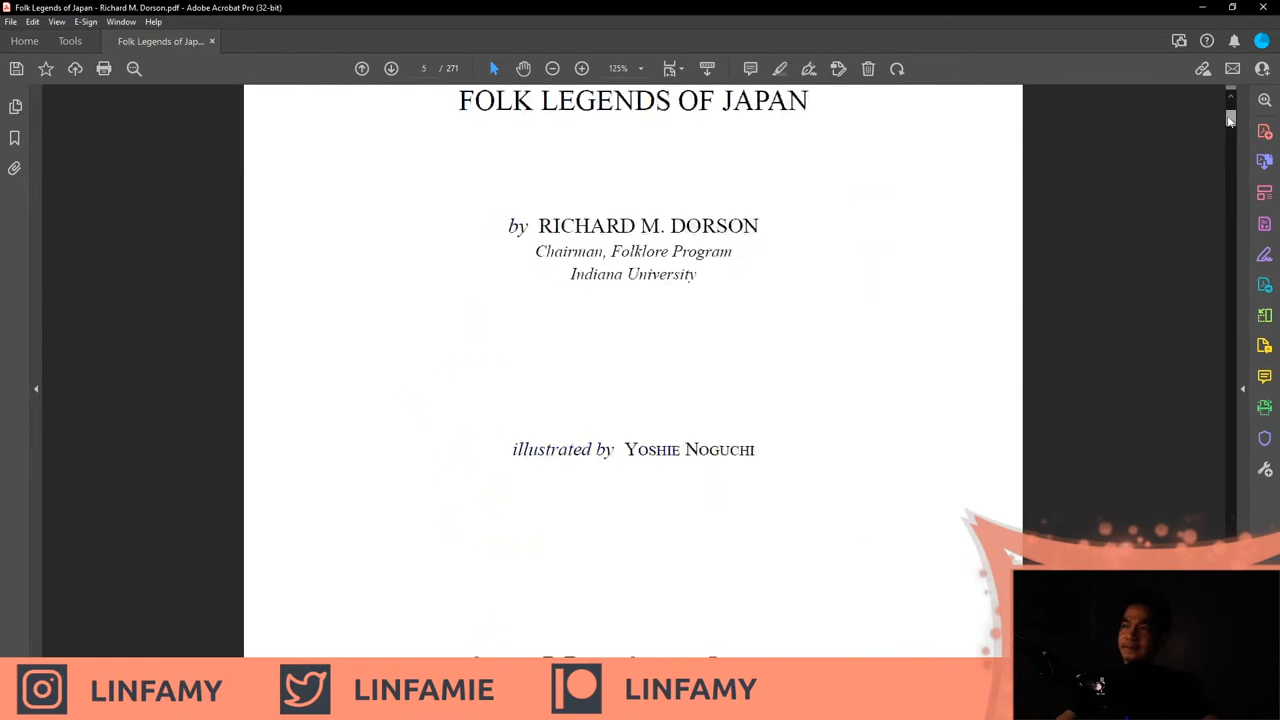 Folk Legends of Japan - Richard M. Dorson.pdf - Adobe Acrobat Pro (32-bit)
File Edit View E-Sign Window Help
Home Tools Folk Legends of Jap... ×
5 / 271 125%
FOLK LEGENDS OF JAPAN
by RICHARD M. DORSON
Chairman, Folklore Program
Indiana University
illustrated by YOSHIE NOGUCHI
LINFAMY LINFAMIE LINFAMY